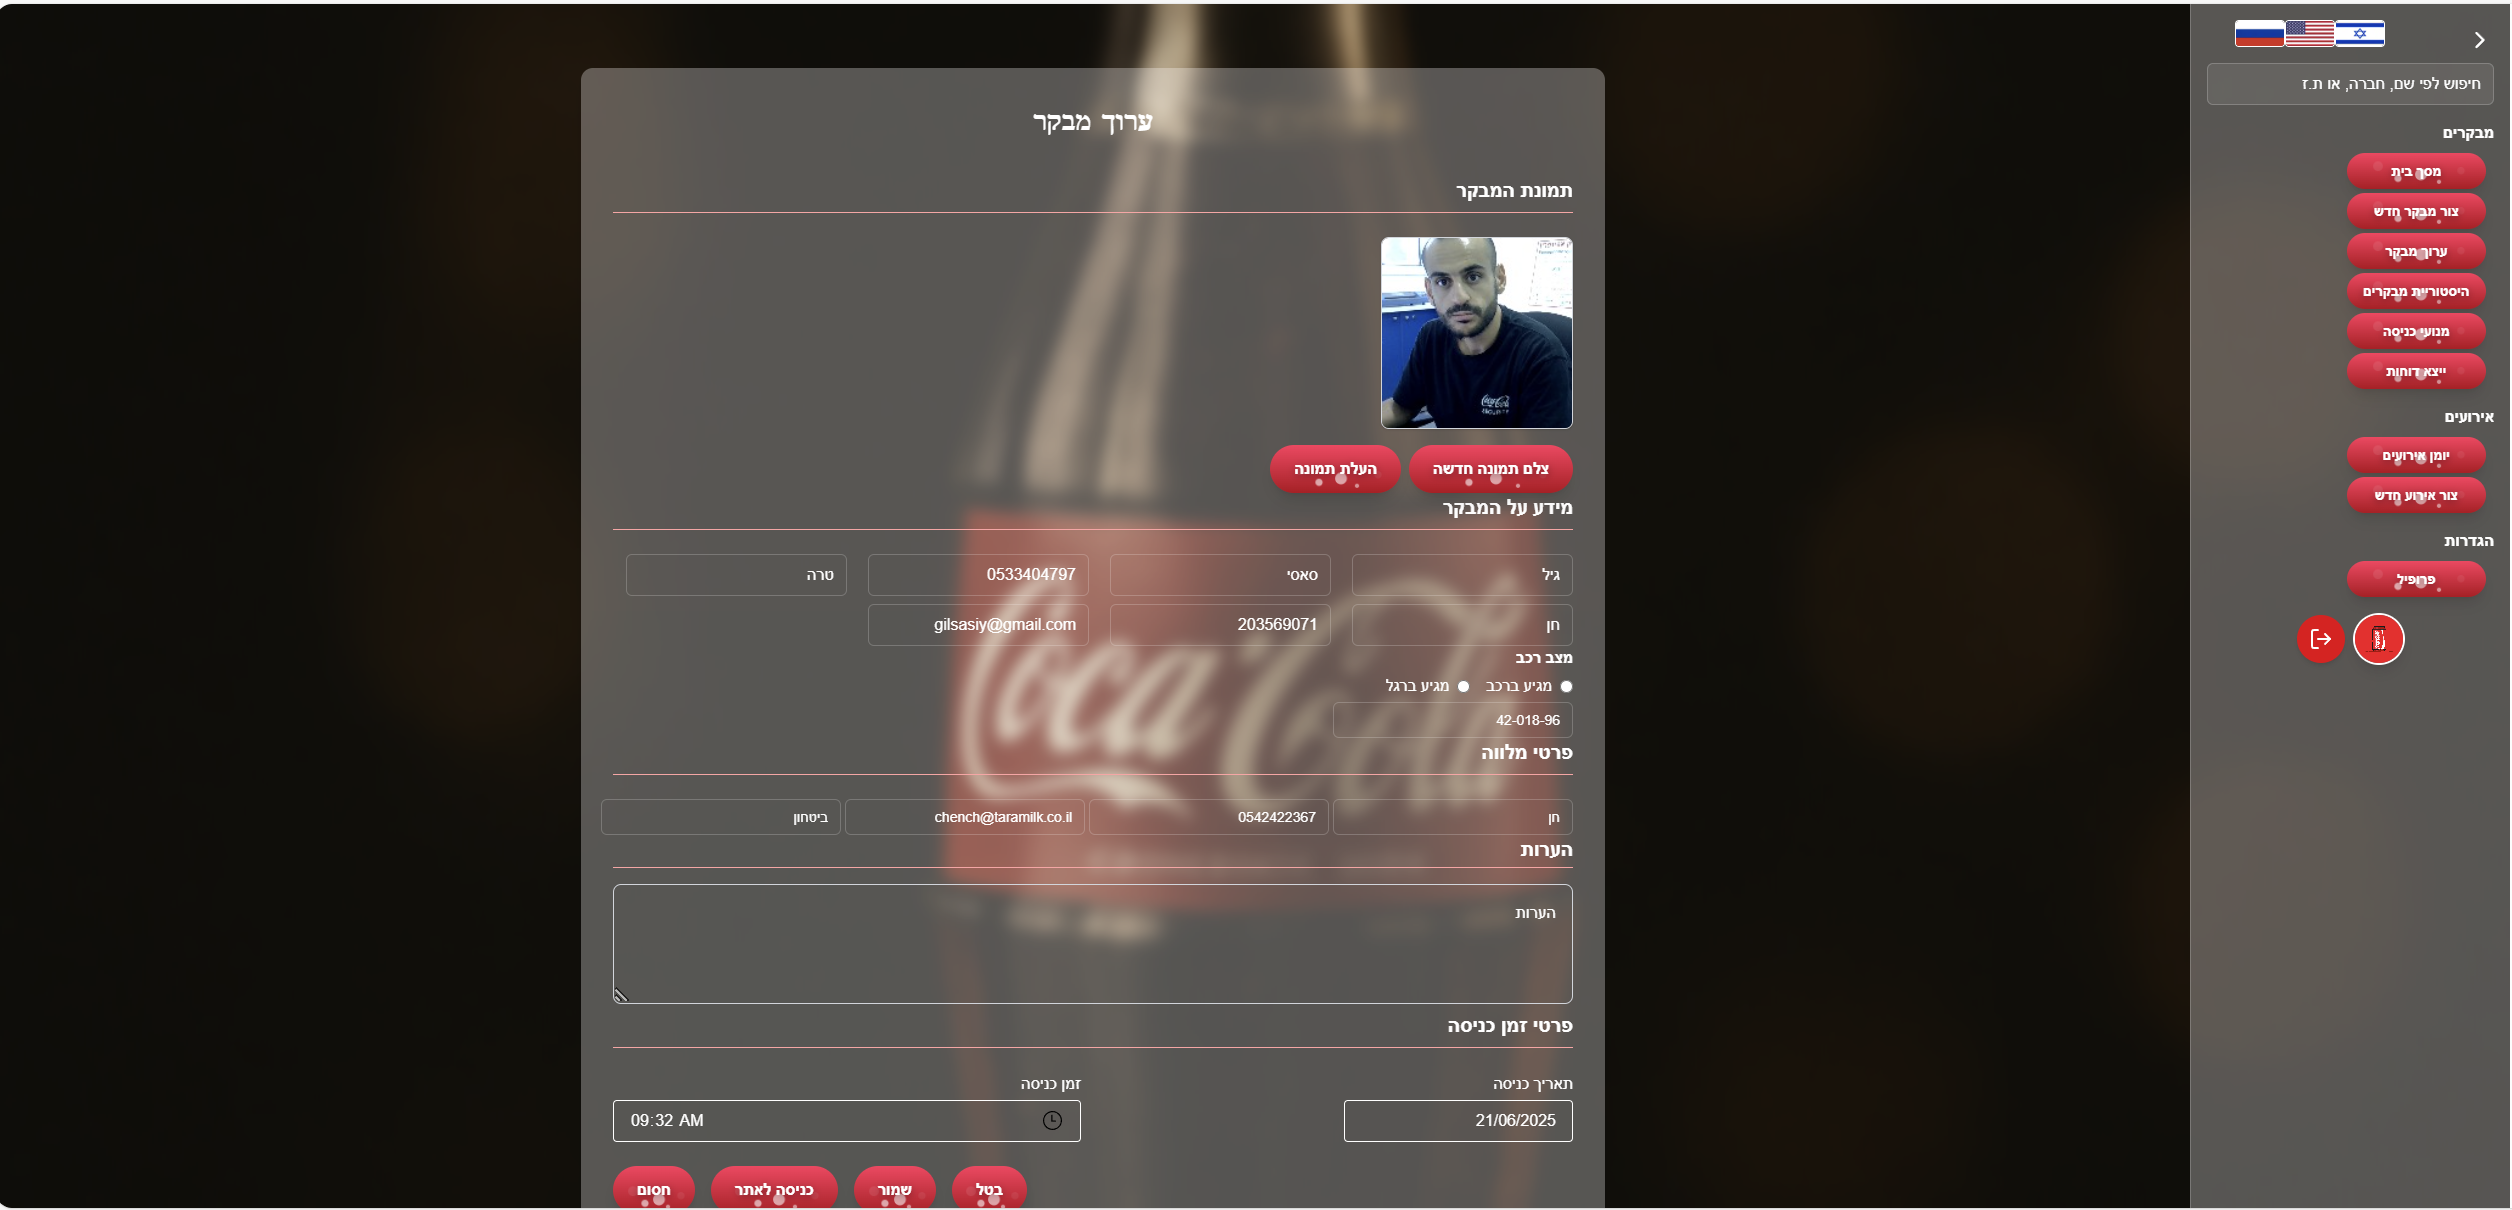 חיפוש לפי שם, חברה, או ת.ז
מבקרים
מסך בית
צור מבקר חדש
ערוך מבקר
היסטוריית מבקרים
מנועי כניסה
ייצא דוחות
אירועים
יומן אירועים
צור אירוע חדש
הגדרות
פרופיל
ערוך מבקר
תמונת המבקר
Coca-Cola
צלם תמונה חדשה העלת תמונה
מידע על המבקר
גיל סאסי 0533404797 טרה
חן 203569071 gilsasiy@gmail.com
מצב רכב
מגיע ברכב מגיע ברגל
42-018-96
Coca Cola
פרטי מלווה
חן 0542422367 chench@taramilk.co.il ביטחון
הערות
הערות
פרטי זמן כניסה
תאריך כניסה זמן כניסה
21/06/2025 09:32 AM
בטל שמור כניסה לאתר חסום